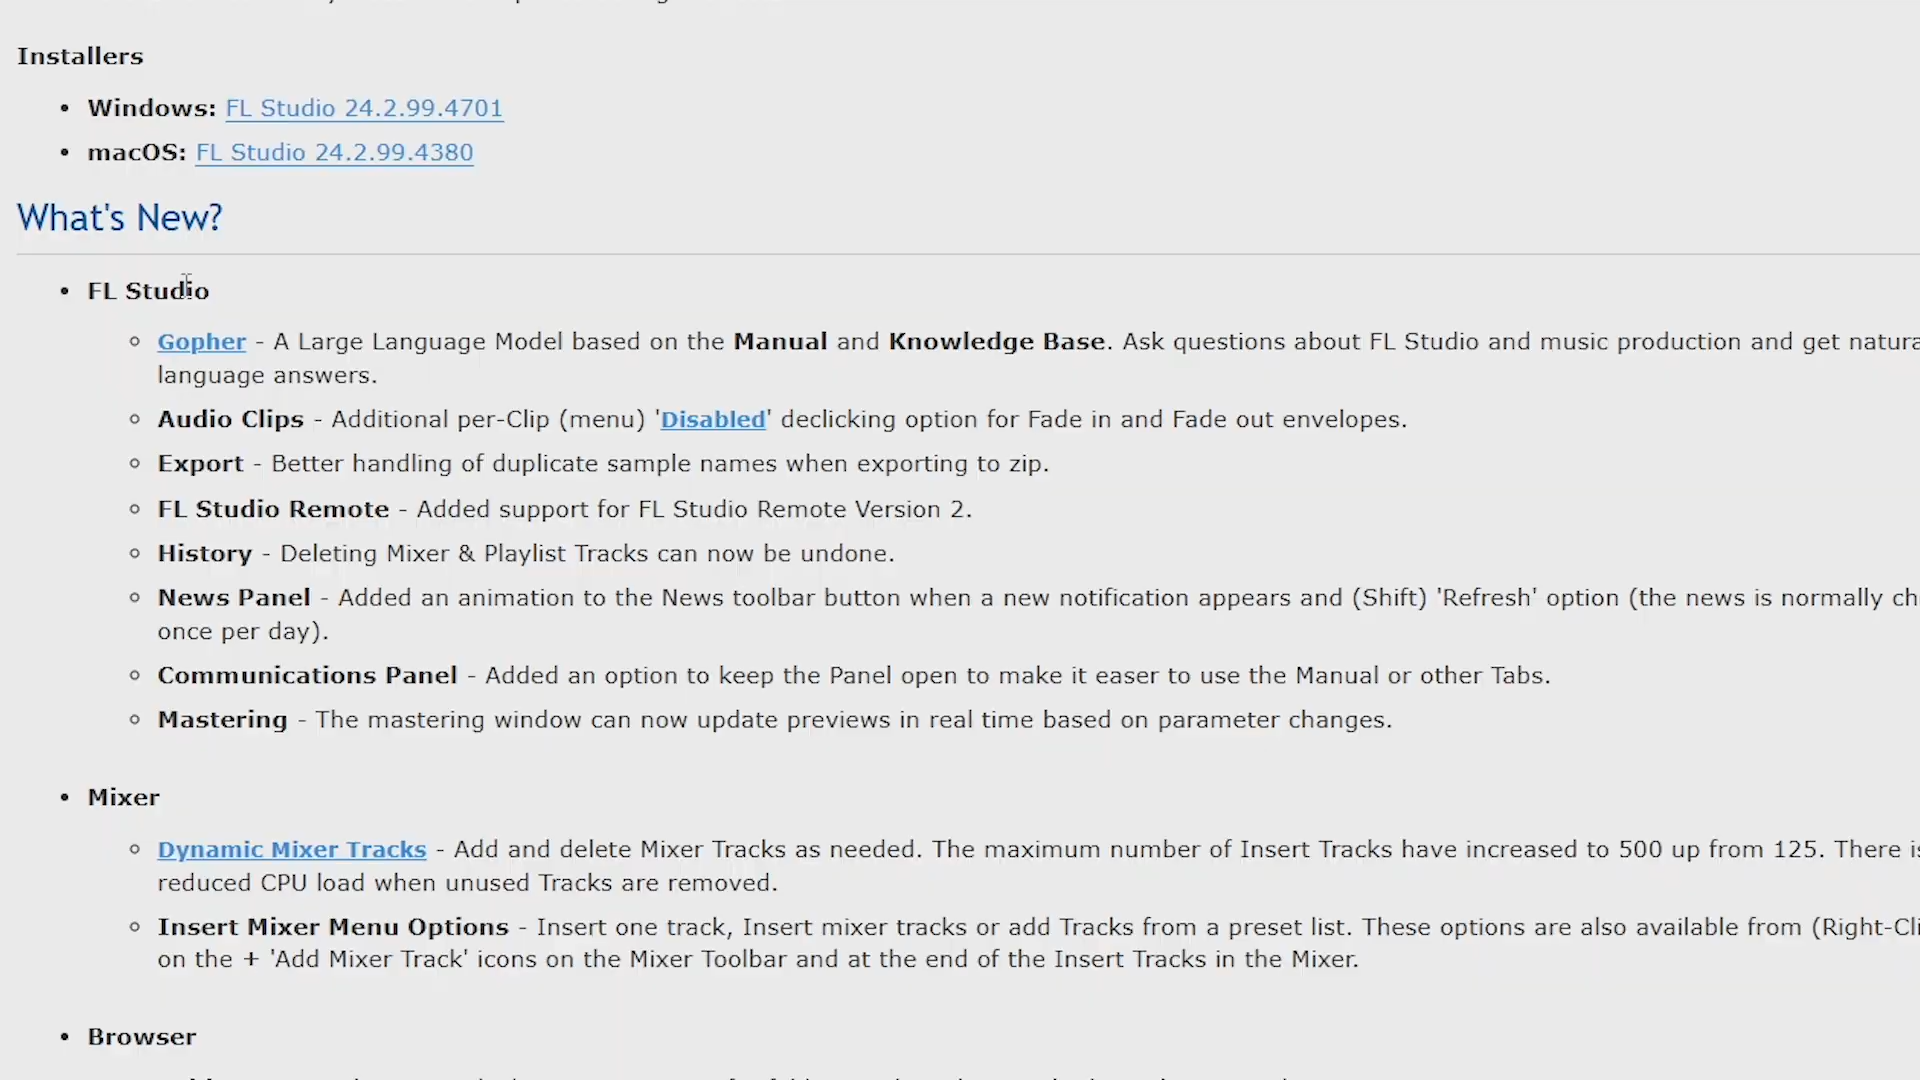 Installers
• Windows: FL Studio 24.2.99.4701
• macOS: FL Studio 24.2.99.4380
What's New?
• FL Studio
◦ Gopher - A Large Language Model based on the Manual and Knowledge Base. Ask questions about FL Studio and music production and get natura
language answers.
◦ Audio Clips - Additional per-Clip (menu) 'Disabled' declicking option for Fade in and Fade out envelopes.
◦ Export - Better handling of duplicate sample names when exporting to zip.
◦ FL Studio Remote - Added support for FL Studio Remote Version 2.
◦ History - Deleting Mixer & Playlist Tracks can now be undone.
◦ News Panel - Added an animation to the News toolbar button when a new notification appears and (Shift) 'Refresh' option (the news is normally ch
once per day).
◦ Communications Panel - Added an option to keep the Panel open to make it easer to use the Manual or other Tabs.
◦ Mastering - The mastering window can now update previews in real time based on parameter changes.
• Mixer
◦ Dynamic Mixer Tracks - Add and delete Mixer Tracks as needed. The maximum number of Insert Tracks have increased to 500 up from 125. There is
reduced CPU load when unused Tracks are removed.
◦ Insert Mixer Menu Options - Insert one track, Insert mixer tracks or add Tracks from a preset list. These options are also available from (Right-Cli
on the + 'Add Mixer Track' icons on the Mixer Toolbar and at the end of the Insert Tracks in the Mixer.
• Browser